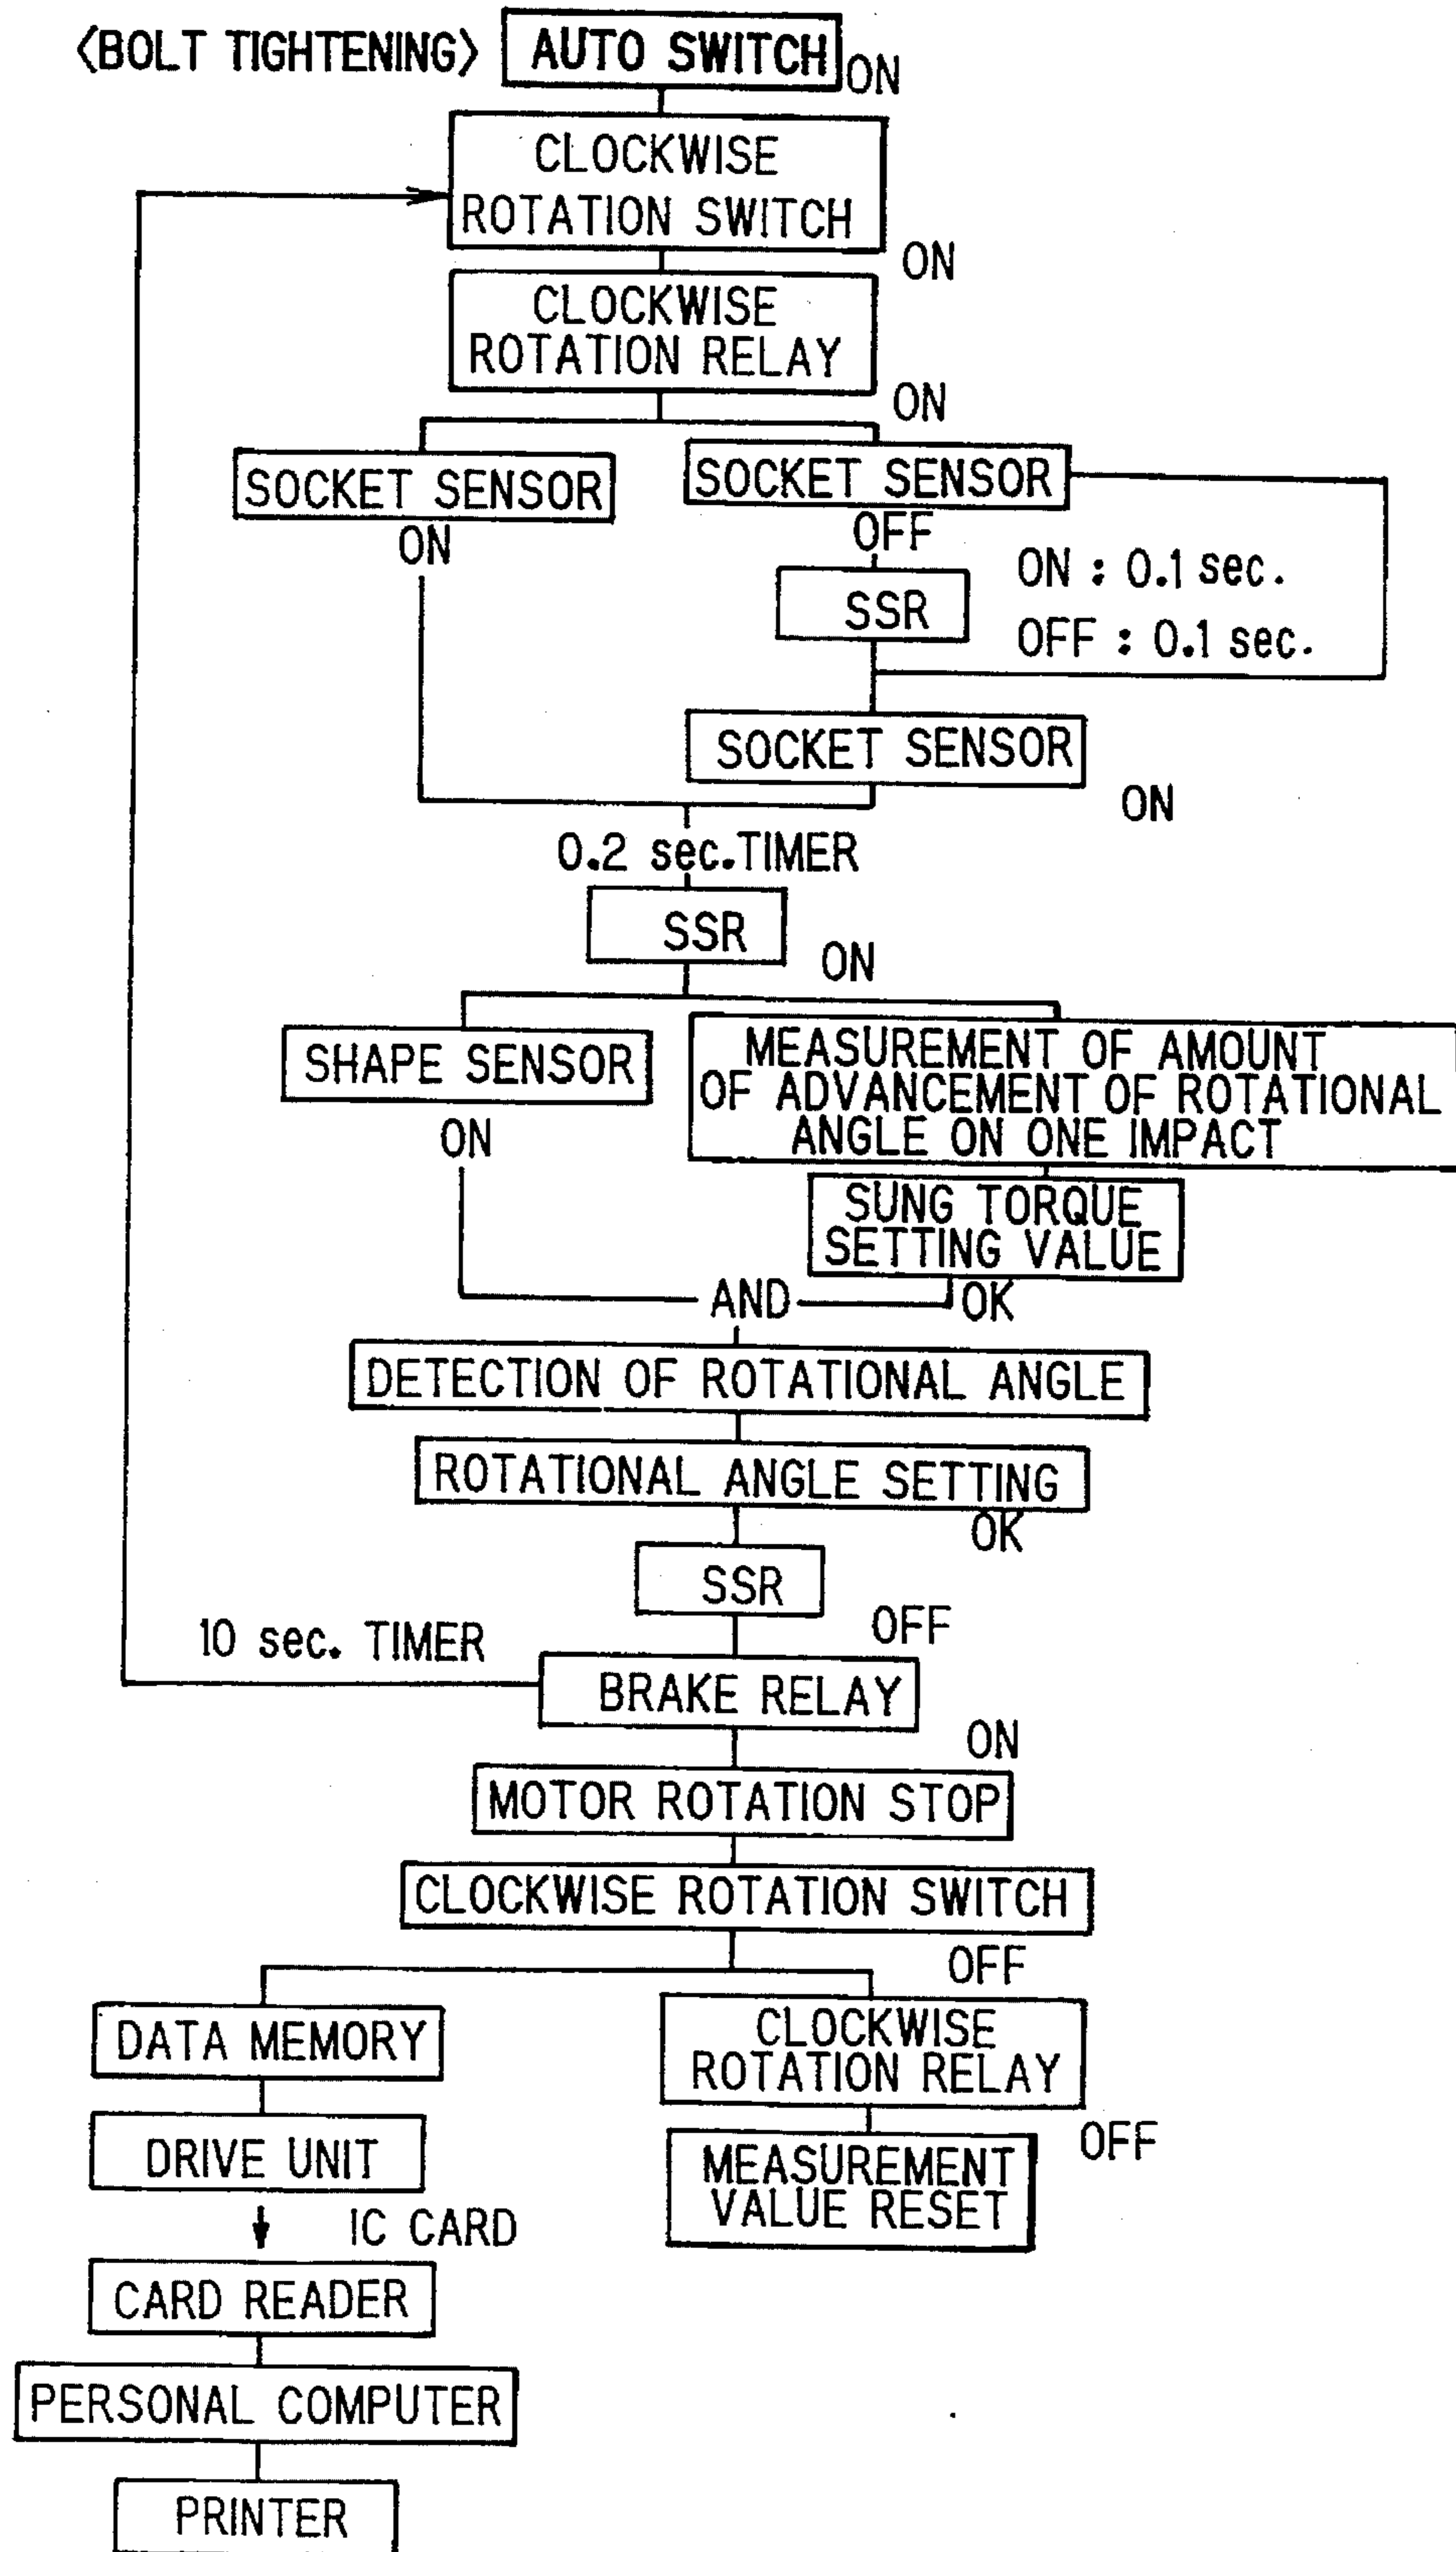 <BOLT TIGHTENING> AUTO SWITCH ON
CLOCKWISE
ROTATION SWITCH
ON
CLOCKWISE
ROTATION RELAY
ON
SOCKET SENSOR
ON
SOCKET SENSOR
OFF
SSR
ON : 0.1 sec.
OFF : 0.1 sec.
SOCKET SENSOR
ON
0.2 sec. TIMER
SSR
ON
SHAPE SENSOR
ON
MEASUREMENT OF AMOUNT
OF ADVANCEMENT OF ROTATIONAL
ANGLE ON ONE IMPACT
SUNG TORQUE
SETTING VALUE
AND OK
DETECTION OF ROTATIONAL ANGLE
ROTATIONAL ANGLE SETTING
OK
SSR
OFF
10 sec. TIMER
BRAKE RELAY
ON
MOTOR ROTATION STOP
CLOCKWISE ROTATION SWITCH
OFF
DATA MEMORY
DRIVE UNIT
IC CARD
CARD READER
PERSONAL COMPUTER
PRINTER
CLOCKWISE
ROTATION RELAY
OFF
MEASUREMENT
VALUE RESET